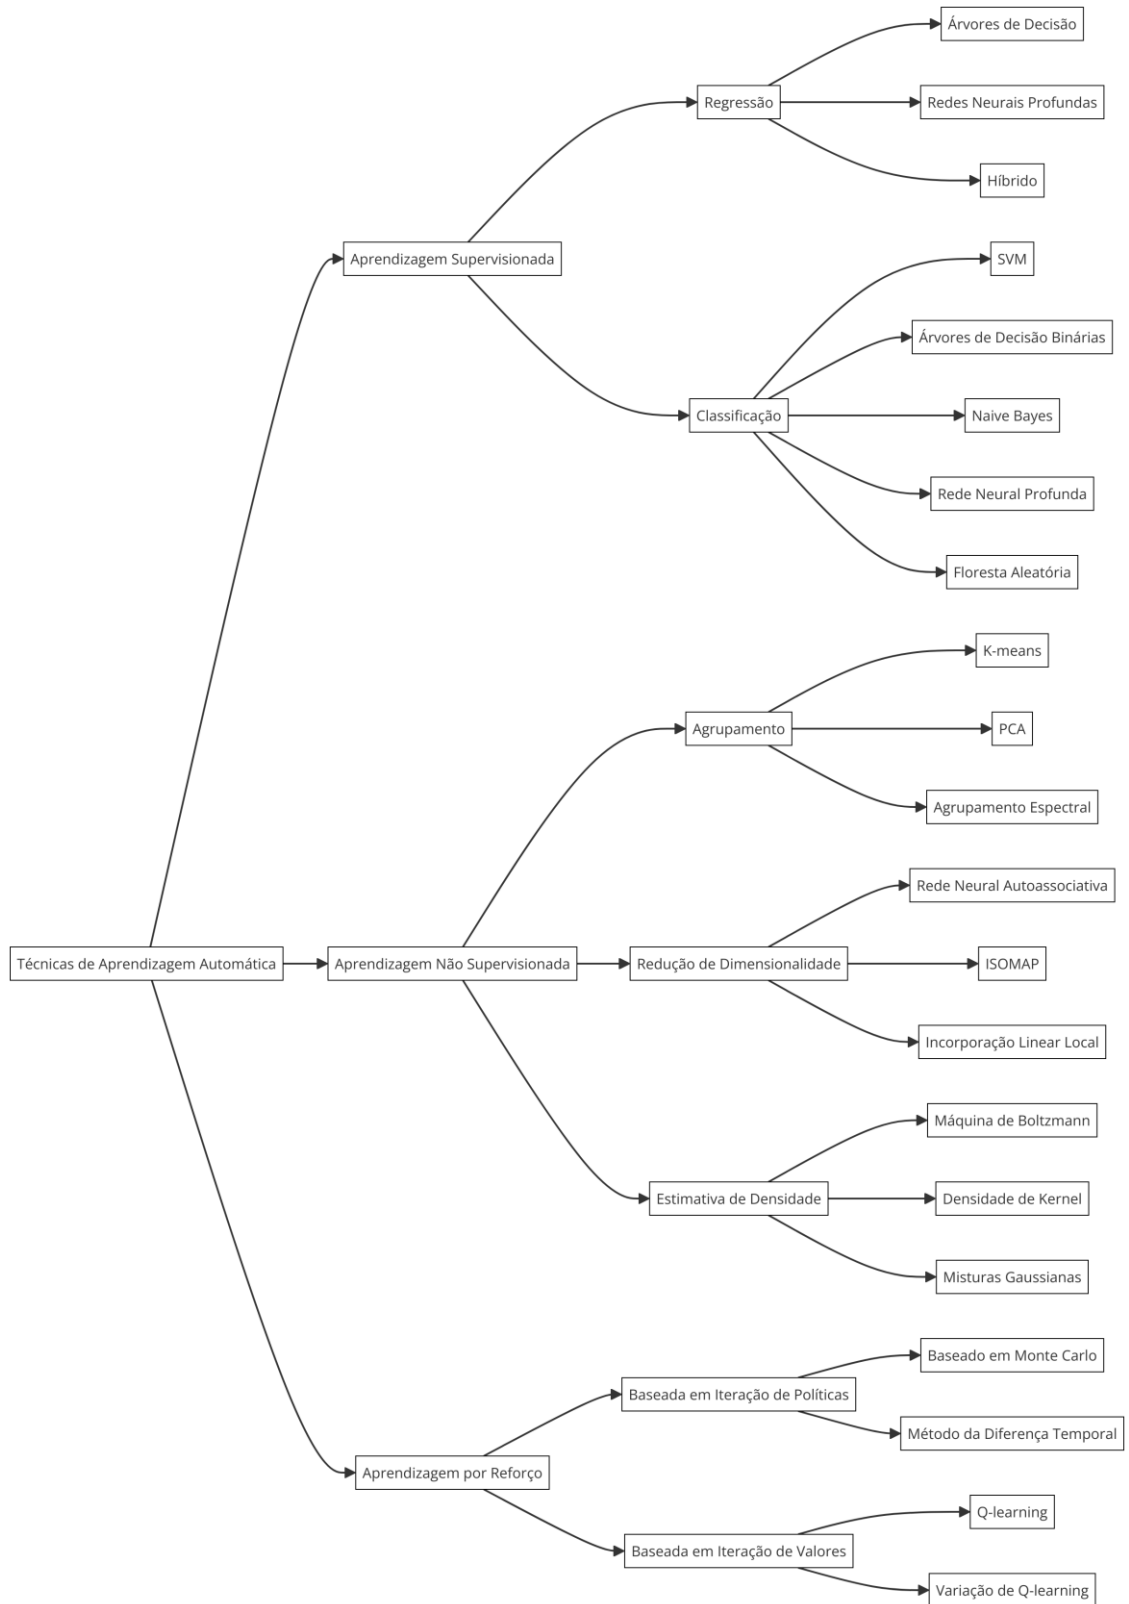 Árvores de Decisão
Regressão
Redes Neurais Profundas
Híbrido
Aprendizagem Supervisionada
SVM
Árvores de Decisão Binárias
Classificação
Naive Bayes
Rede Neural Profunda
Floresta Aleatória
K-means
Agrupamento
PCA
Agrupamento Espectral
Rede Neural Autoassociativa
Técnicas de Aprendizagem Automática
Aprendizagem Não Supervisionada
Redução de Dimensionalidade
ISOMAP
Incorporação Linear Local
Máquina de Boltzmann
Estimativa de Densidade
Densidade de Kernel
Misturas Gaussianas
Baseado em Monte Carlo
Baseada em Iteração de Políticas
Método da Diferença Temporal
Aprendizagem por Reforço
Q-learning
Baseada em Iteração de Valores
Variação de Q-learning